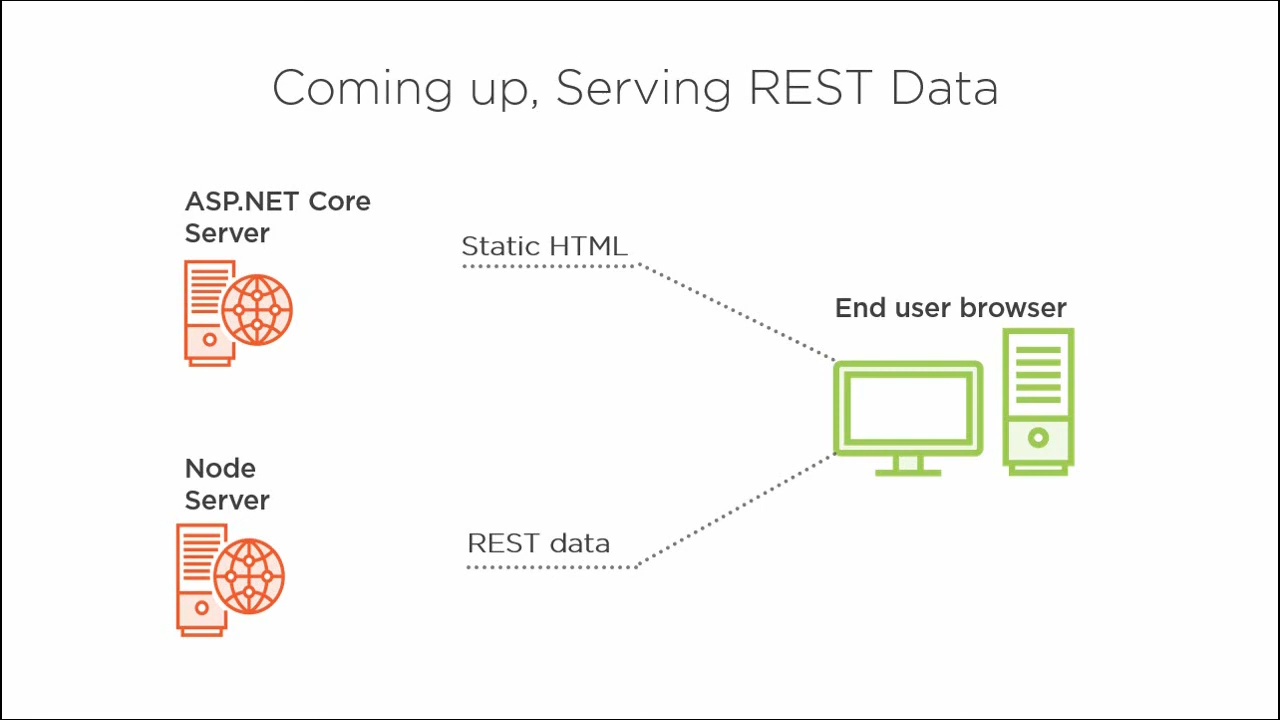 Coming up, Serving REST Data
ASP.NET Core
Server
Static HTML
End user browser
Node
Server
REST data